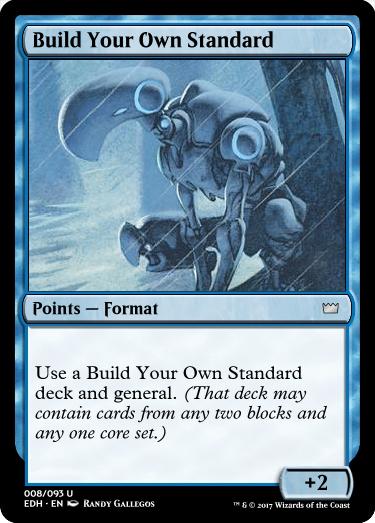 Build Your Own Standard
Points — Format
Use a Build Your Own Standard
deck and general. (That deck may
contain cards from any two blocks and
any one core set.)
+2
008/093 U
EDH • EN Randy Gallegos
™ & © 2017 Wizards of the Coast